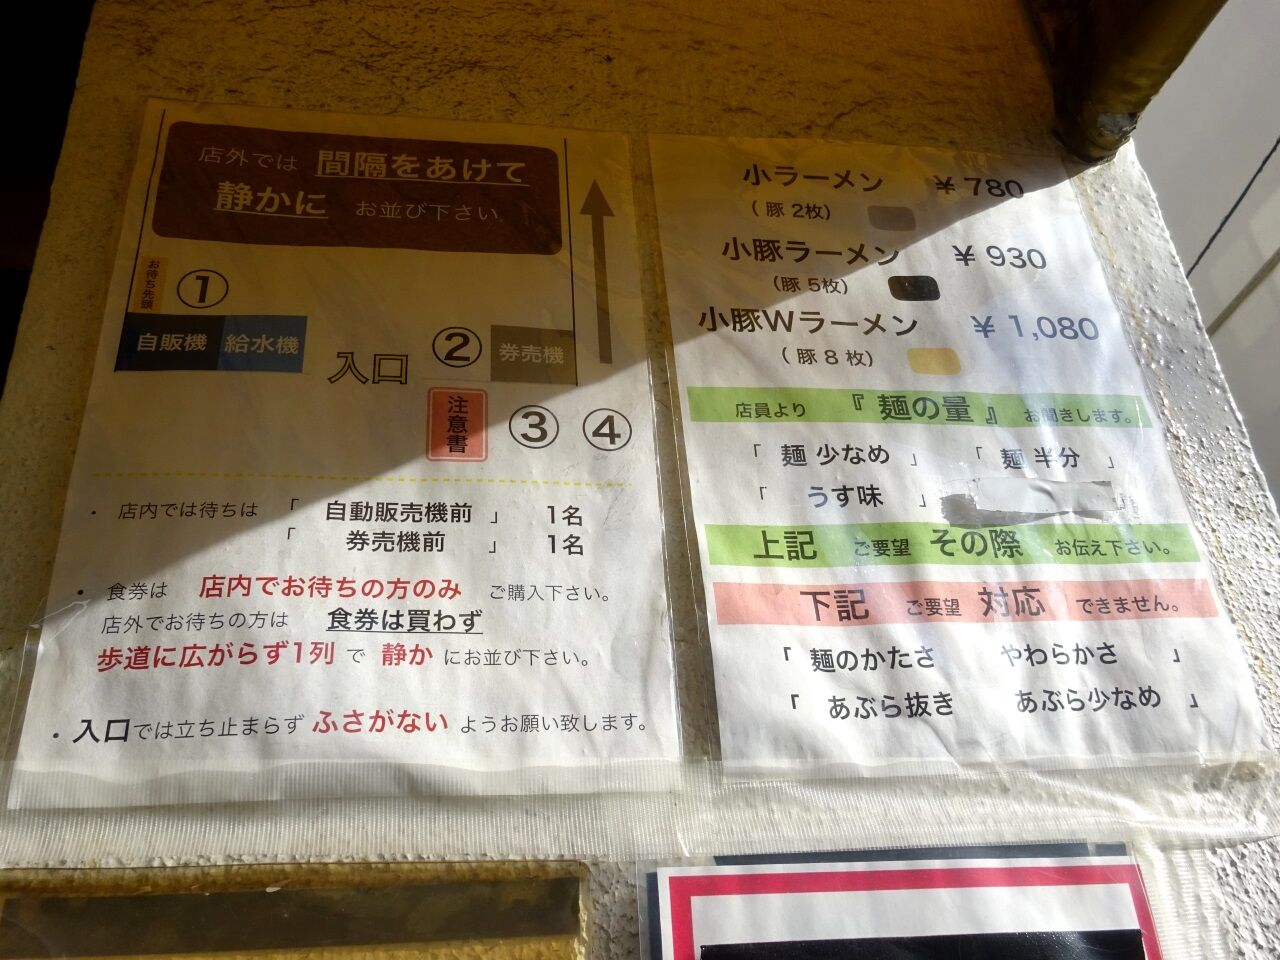 店外では 間隔をあけて
静かに お並び下さい。
お待ち先頭
①
自販機 給水機
入口
②
券売機
注意書
③ ④
・ 店内では待ちは 「 自動販売機前 」 1名
「 券売機前 」 1名
・ 食券は 店内でお待ちの方のみ ご購入下さい。
店外でお待ちの方は 食券は買わず
歩道に広がらず1列 で 静か にお並び下さい。
・ 入口では立ち止まらず ふさがない ようお願い致します。
小ラーメン ¥780
( 豚 2枚)
小豚ラーメン ¥ 930
(豚 5枚)
小豚Wラーメン ¥ 1,080
( 豚 8 枚)
店員より 『 麺の量 』 お聞きします。
「 麺 少なめ 」 「 麺 半分 」
「 うす味 」
上記 ご要望 その際 お伝え下さい。
下記 ご要望 対応 できません。
「 麺のかたさ やわらかさ 」
「 あぶら抜き あぶら少なめ 」